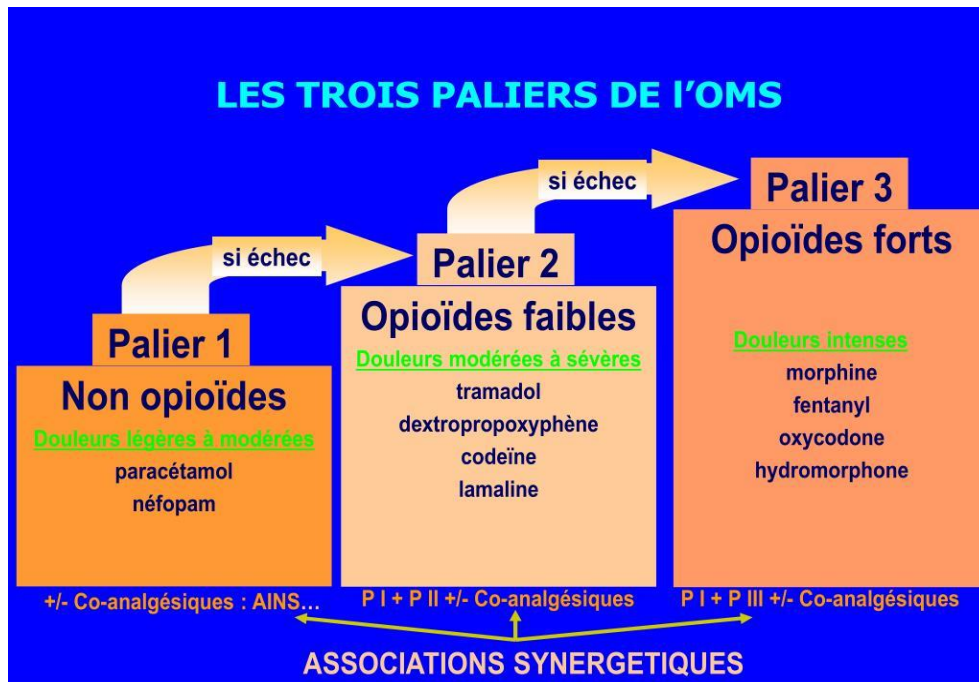 LES TROIS PALIERS DE l'OMS
si échec
si échec
Palier 1
Non opioïdes
Douleurs légères à modérées
paracétamol
néfopam
+/- Co-analgésiques : AINS...
Palier 2
Opioïdes faibles
Douleurs modérées à sévères
tramadol
dextropropoxyphène
codeïne
lamaline
P I + P II +/- Co-analgésiques
Palier 3
Opioïdes forts
Douleurs intenses
morphine
fentanyl
oxycodone
hydromorphone
P I + P III +/- Co-analgésiques
ASSOCIATIONS SYNERGETIQUES